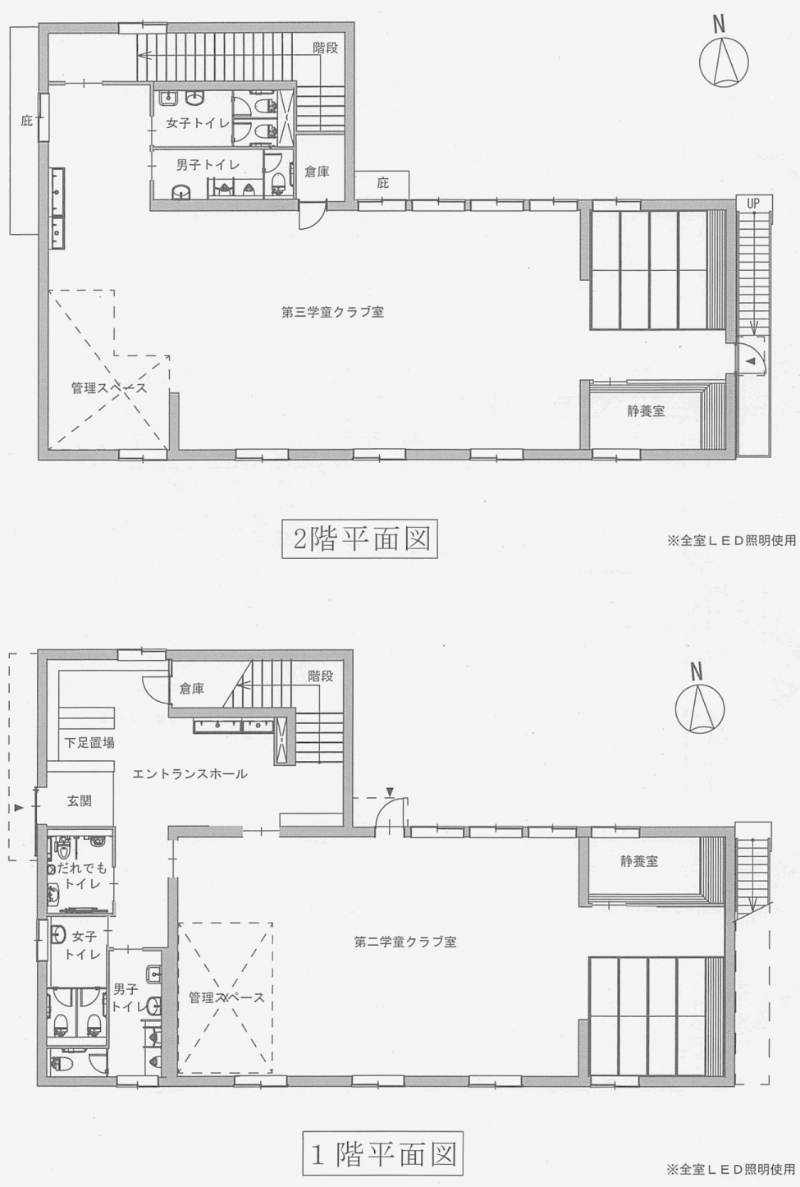 N
階段
庇
女子トイレ
男子トイレ
倉庫
庇
UP
第三学童クラブ室
管理スペース
静養室
2階平面図
※全室LED照明使用
N
階段
倉庫
下足置場
エントランスホール
玄関
だれでも
トイレ
静養室
女子
トイレ
第二学童クラブ室
男子
トイレ
管理スペース
1階平面図
※全室LED照明使用